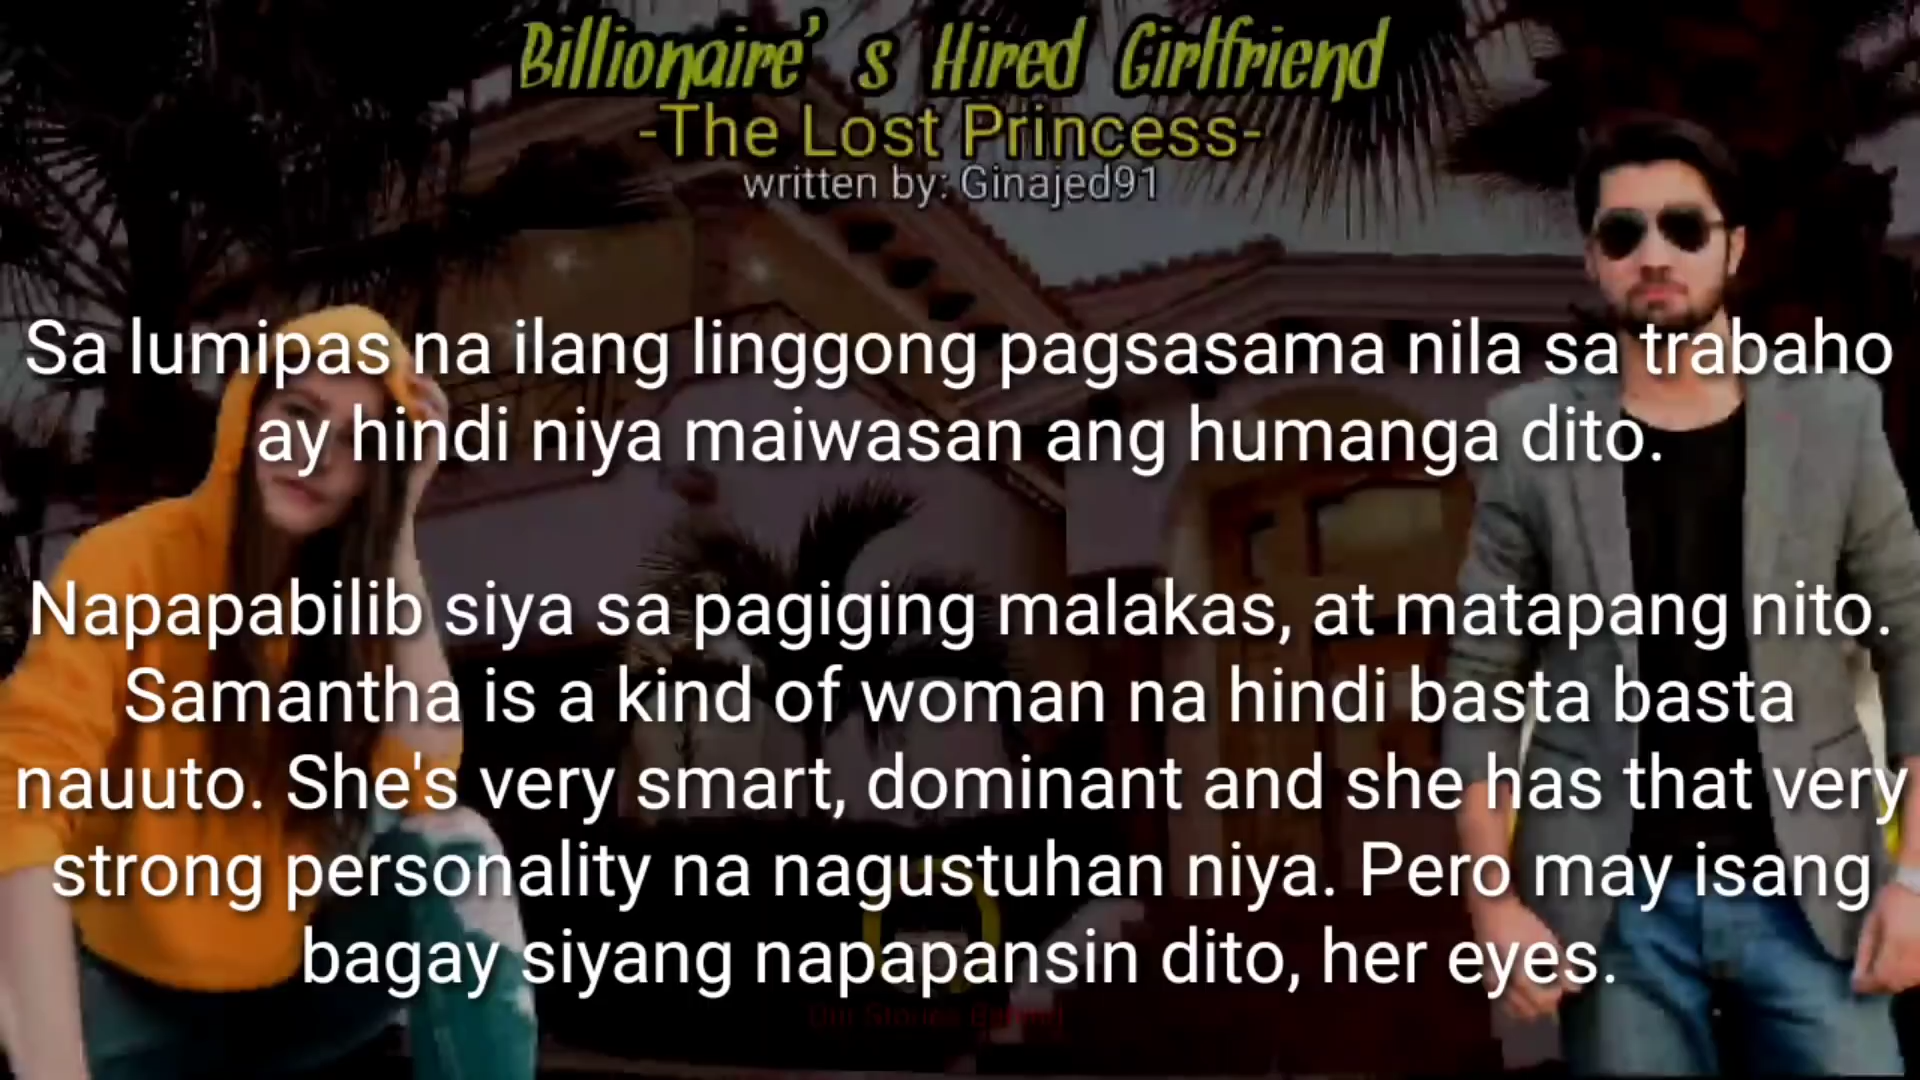 Billionaire' s Hired Girlfriend
-The Lost Princess-
written by: Ginajed91
Sa lumipas na ilang linggong pagsasama nila sa trabaho
ay hindi niya maiwasan ang humanga dito.
Napapabilib siya sa pagiging malakas, at matapang nito.
Samantha is a kind of woman na hindi basta basta
nauuto. She's very smart, dominant and she has that very
strong personality na nagustuhan niya. Pero may isang
bagay siyang napapansin dito, her eyes.